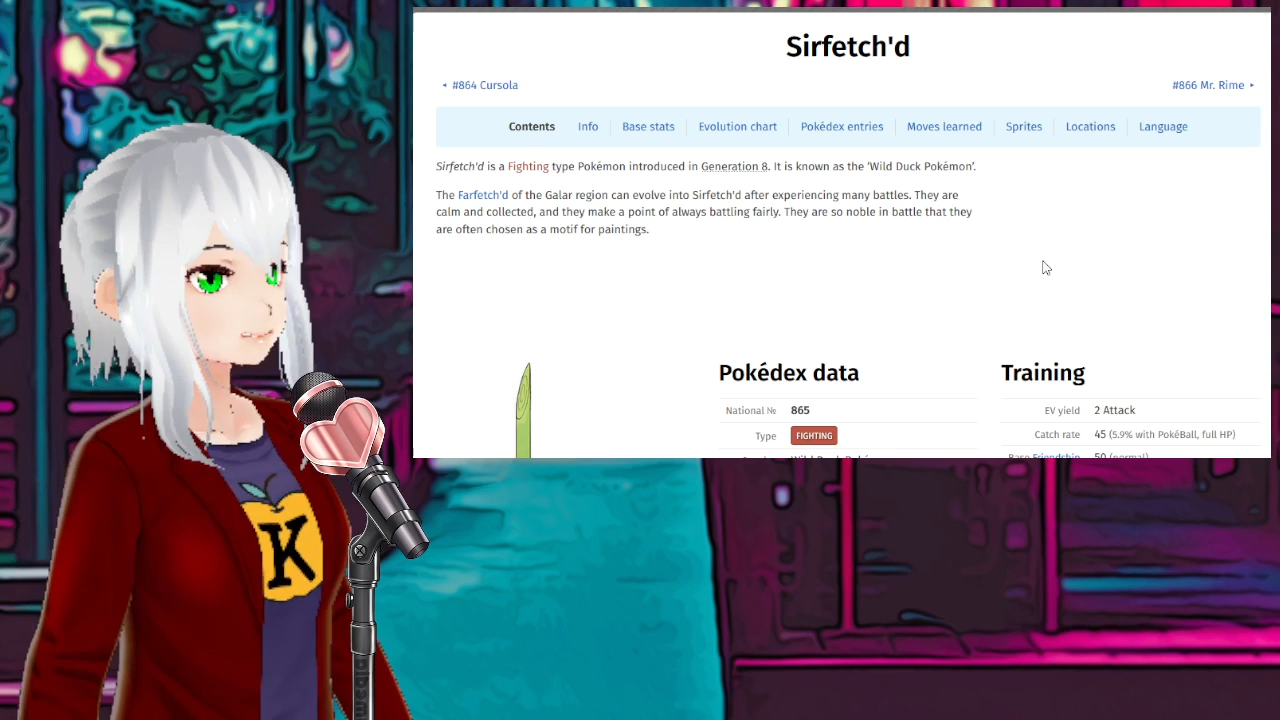 Sirfetch'd
#864 Cursola
#866 Mr. Rime
Contents Info Base stats Evolution chart Pokédex entries Moves learned Sprites Locations Language
Sirfetch'd is a Fighting type Pokémon introduced in Generation 8. It is known as the ‘Wild Duck Pokémon’.
The Farfetch'd of the Galar region can evolve into Sirfetch'd after experiencing many battles. They are
calm and collected, and they make a point of always battling fairly. They are so noble in battle that they
are often chosen as a motif for paintings.
Pokédex data
National № 865
Type FIGHTING
Training
EV yield 2 Attack
Catch rate 45 (5.9% with PokéBall, full HP)
Base Friendship 50 (normal)
K